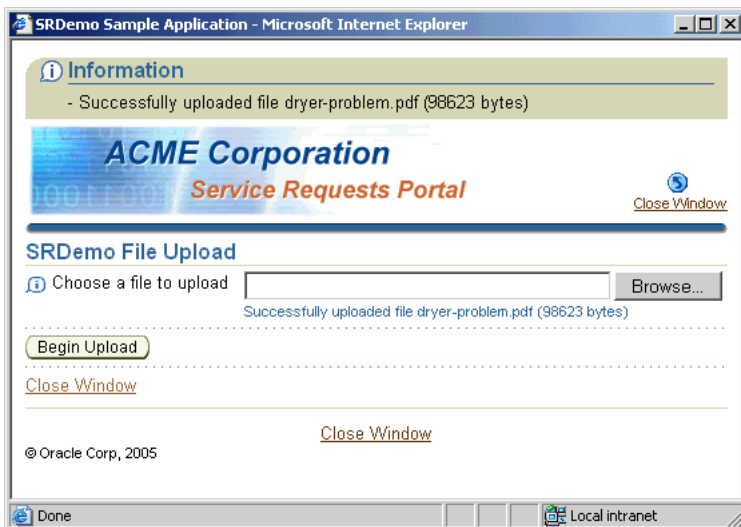 SRDemo Sample Application - Microsoft Internet Explorer
Information
- Successfully uploaded file dryer-problem.pdf (98623 bytes)
ACME Corporation
Service Requests Portal
Close Window
SRDemo File Upload
Choose a file to upload
Browse...
Successfully uploaded file dryer-problem.pdf (98623 bytes)
Begin Upload
Close Window
Close Window
© Oracle Corp, 2005
Done
Local intranet